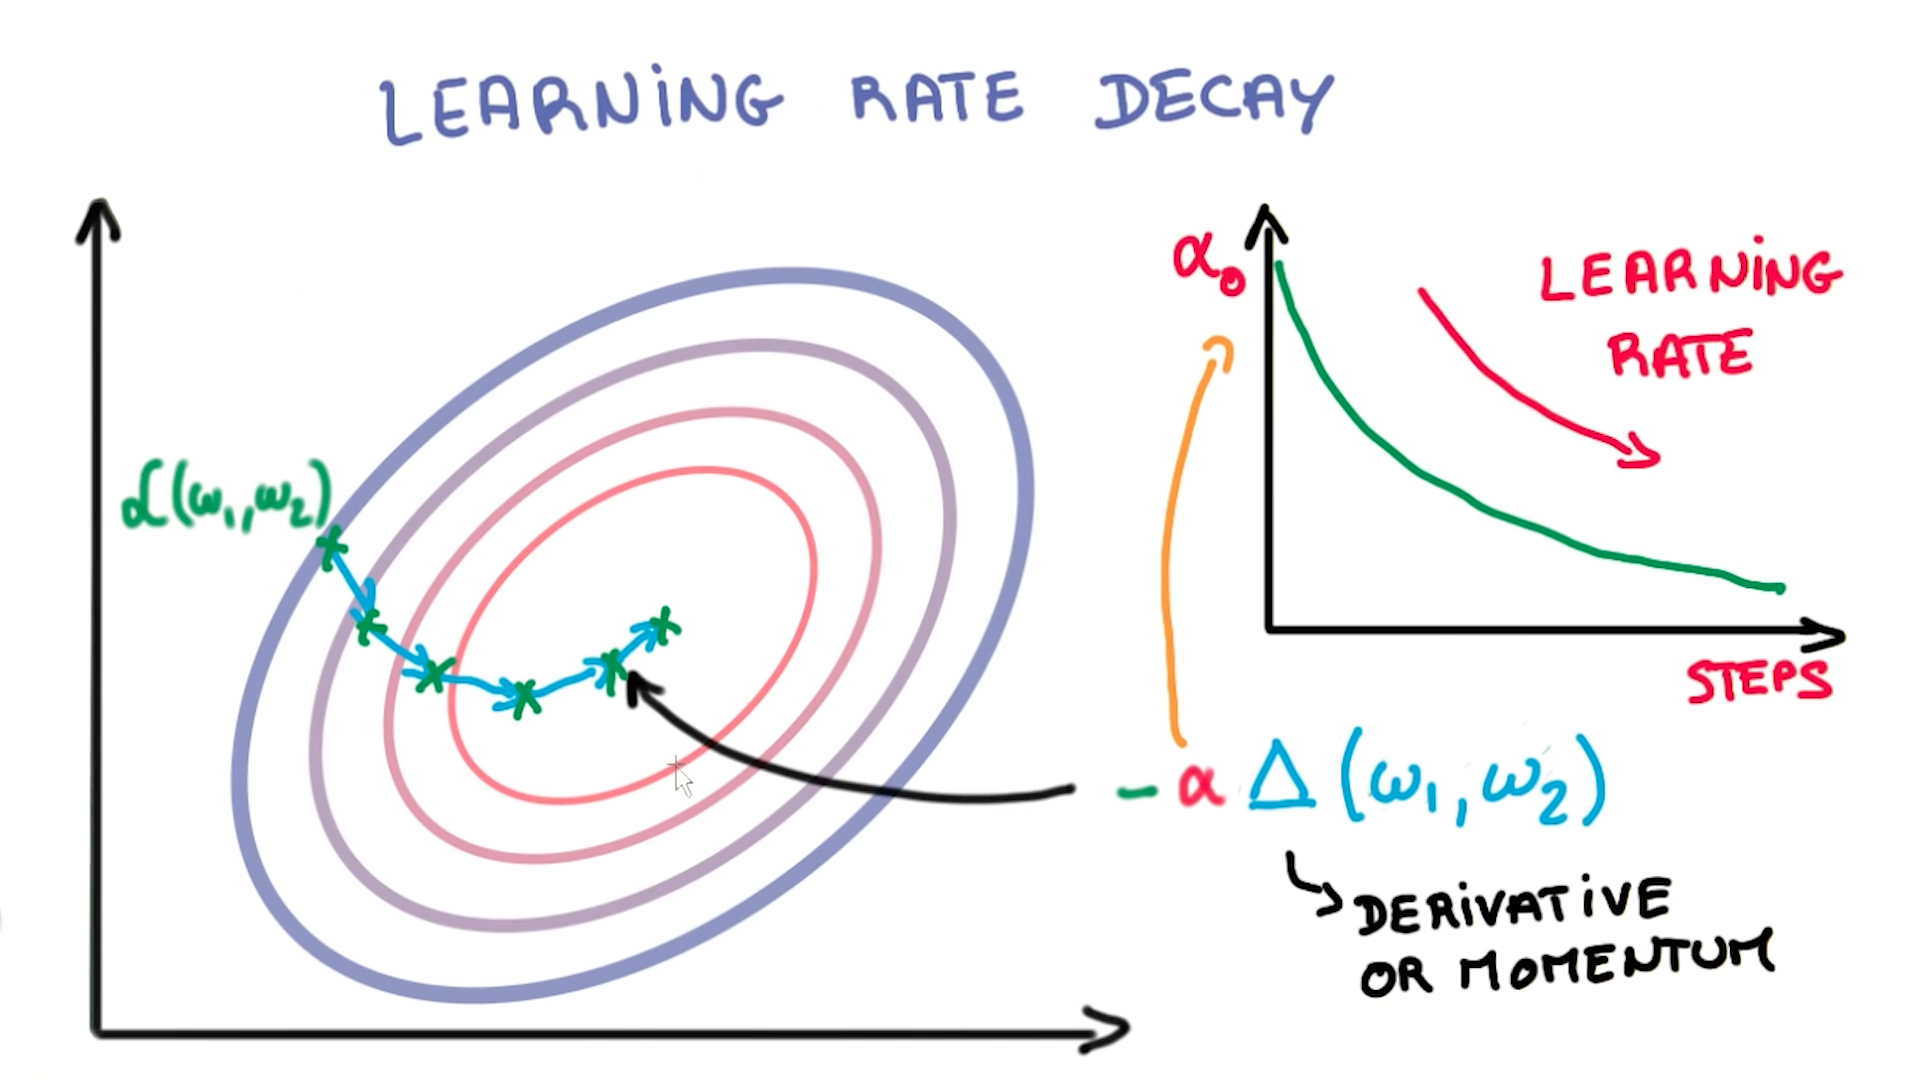 LEARNING RATE DECAY
α₀
LEARNING
RATE
ℒ(ω₁,ω₂)
STEPS
- α Δ (ω₁, ω₂)
DERIVATIVE
OR MOMENTUM